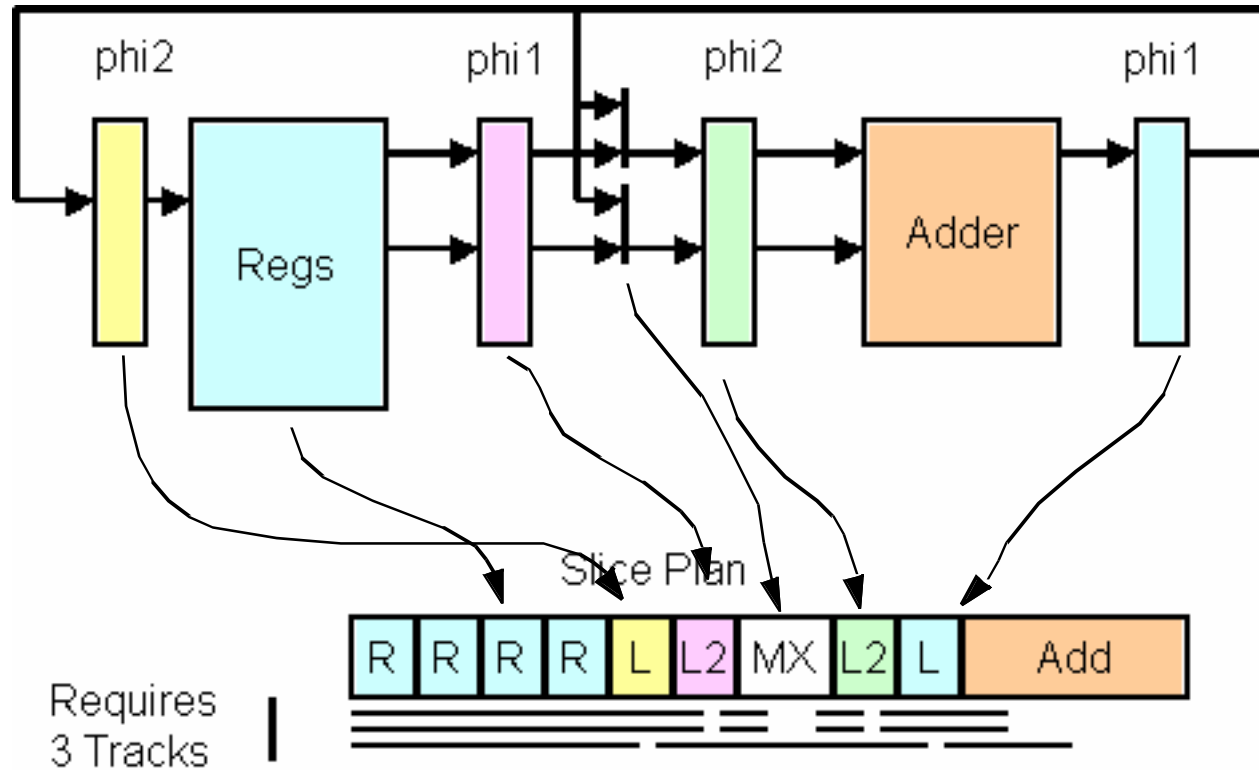 phi2
phi1
phi2
phi1
Regs
Adder
Slice Plan
R R R R L L2 MX L2 L Add
Requires
3 Tracks